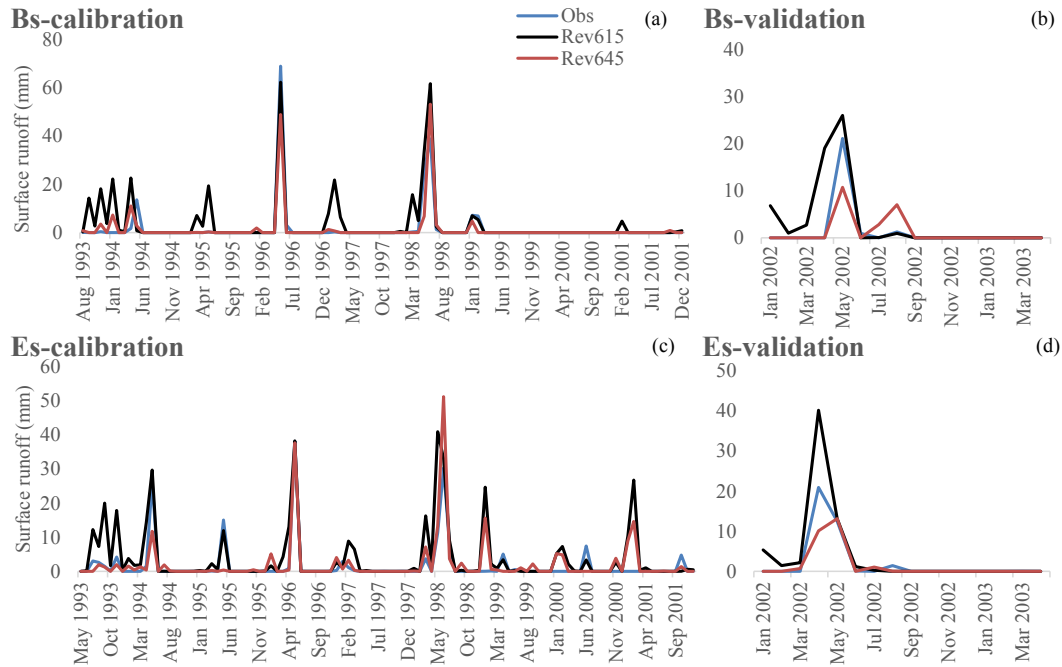 Bs-calibration
(a)
Obs
Rev615
Rev645
Surface runoff (mm)
80
60
40
20
0
Aug 1993
Jan 1994
Jun 1994
Nov 1994
Apr 1995
Sep 1995
Feb 1996
Jul 1996
Dec 1996
May 1997
Oct 1997
Mar 1998
Aug 1998
Jan 1999
Jun 1999
Nov 1999
Apr 2000
Sep 2000
Feb 2001
Jul 2001
Dec 2001
Bs-validation
(b)
40
30
20
10
0
Jan 2002
Mar 2002
May 2002
Jul 2002
Sep 2002
Nov 2002
Jan 2003
Mar 2003
Es-calibration
(c)
Surface runoff (mm)
60
50
40
30
20
10
0
May 1993
Oct 1993
Mar 1994
Aug 1994
Jan 1995
Jun 1995
Nov 1995
Apr 1996
Sep 1996
Feb 1997
Jul 1997
Dec 1997
May 1998
Oct 1998
Mar 1999
Aug 1999
Jan 2000
Jun 2000
Nov 2000
Apr 2001
Sep 2001
Es-validation
(d)
50
40
30
20
10
0
Jan 2002
Mar 2002
May 2002
Jul 2002
Sep 2002
Nov 2002
Jan 2003
Mar 2003